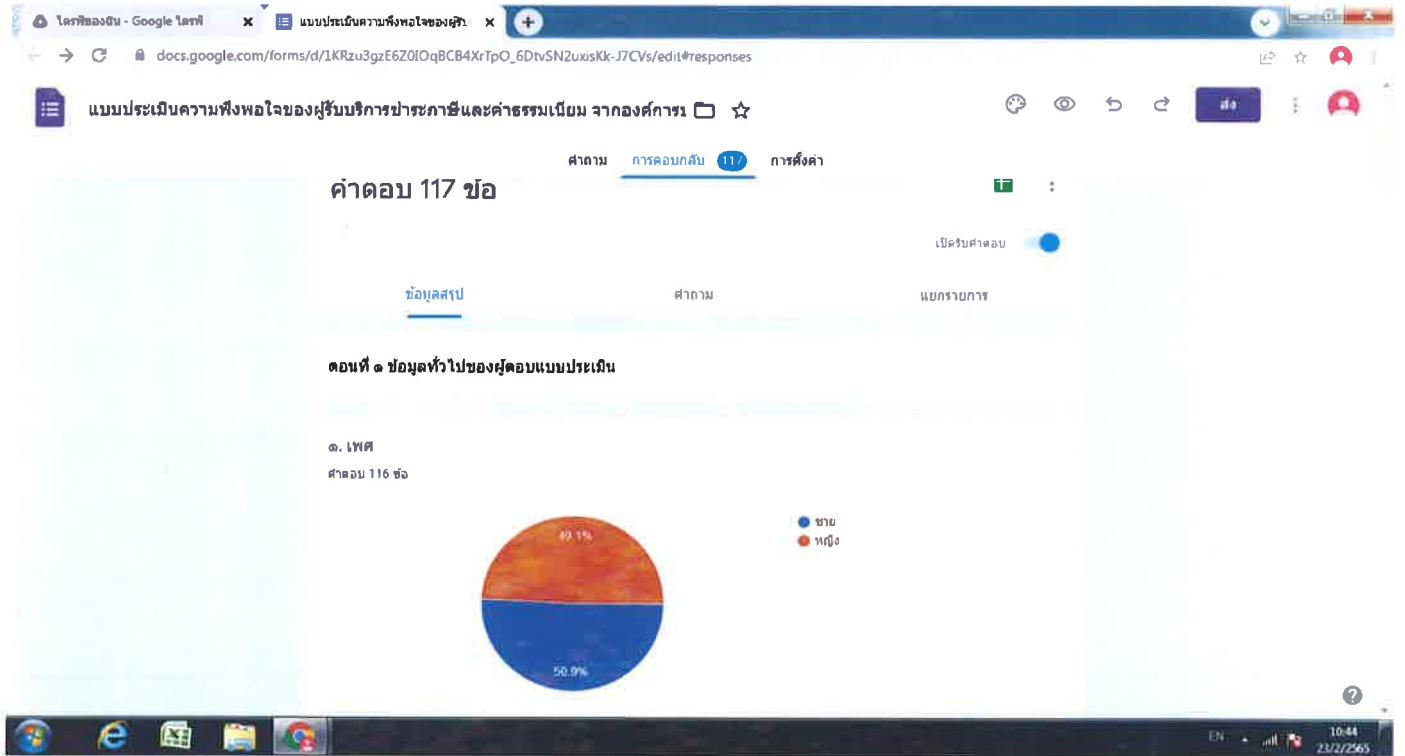 ไดรฟ์ของฉัน - Google ไดรฟ์
แบบประเมินความพึงพอใจของผู้รับ
docs.google.com/forms/d/1KRzu3gzE6Z0IOqBCB4XrTpO_6DtvSN2uxisKk-J7CVs/edit#responses
แบบประเมินความพึงพอใจของผู้รับบริการชำระภาษีและค่าธรรมเนียม จากองค์การบ
ส่ง
คำถาม การตอบกลับ 117 การตั้งค่า
คำตอบ 117 ข้อ
เปิดรับคำตอบ
ข้อมูลสรุป คำถาม แยกรายการ
ตอนที่ ๑ ข้อมูลทั่วไปของผู้ตอบแบบประเมิน
๑. เพศ
คำตอบ 116 ข้อ
49.1%
50.9%
ชาย
หญิง
EN
10:44
23/2/2565